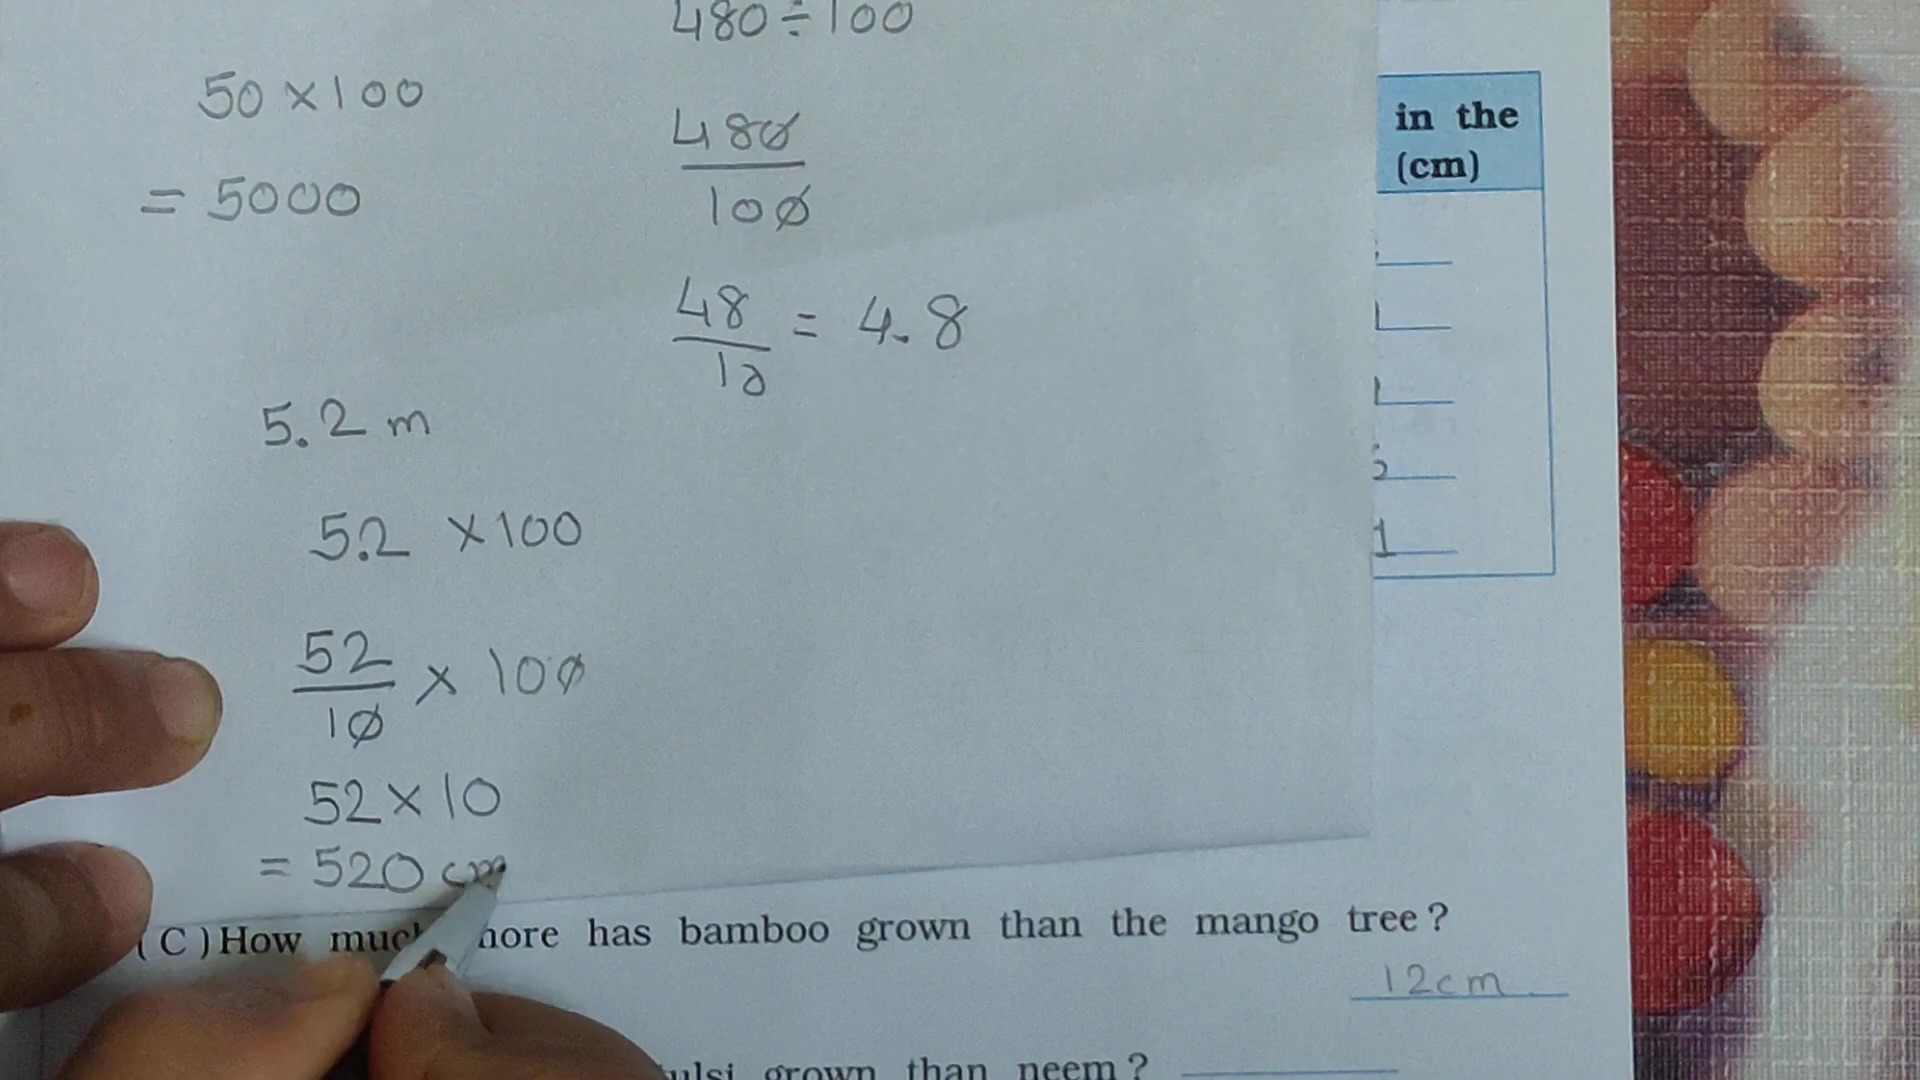 480 ÷ 100
50 × 100
= 5000
480
100
48
10
= 4.8
5.2 m
5.2 × 100
52
10
× 100
52 × 10
= 520 cm
in the
(cm)
1
(C) How more has bamboo grown than the mango tree ?
12cm
grown than neem ?